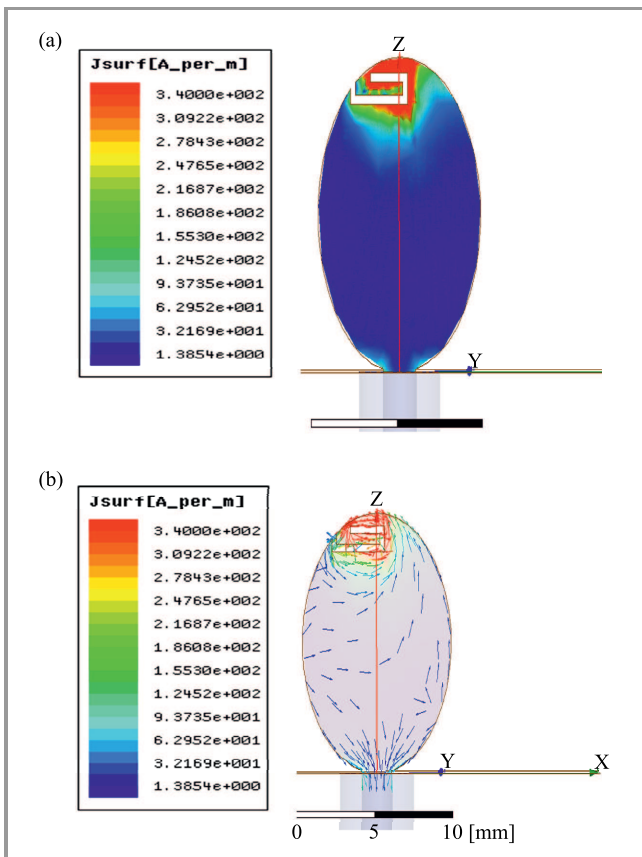 (a)
Z
Jsurf[A_per_m]
3.4000e+002
3.0922e+002
2.7843e+002
2.4765e+002
2.1687e+002
1.8608e+002
1.5530e+002
1.2452e+002
9.3735e+001
6.2952e+001
3.2169e+001
1.3854e+000
Y
(b)
Z
Jsurf[A_per_m]
3.4000e+002
3.0922e+002
2.7843e+002
2.4765e+002
2.1687e+002
1.8608e+002
1.5530e+002
1.2452e+002
9.3735e+001
6.2952e+001
3.2169e+001
1.3854e+000
Y X
0 5 10 [mm]